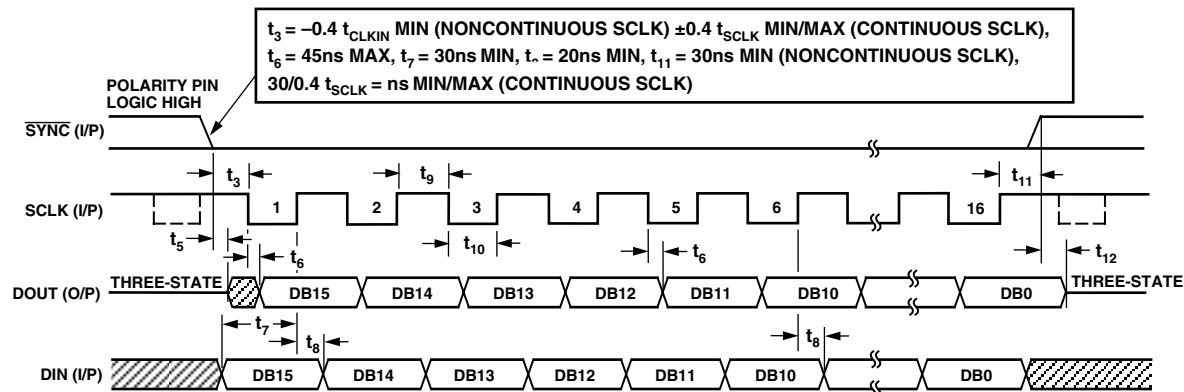 t3 = –0.4 tCLKIN MIN (NONCONTINUOUS SCLK) ±0.4 tSCLK MIN/MAX (CONTINUOUS SCLK),
t6 = 45ns MAX, t7 = 30ns MIN, = 20ns MIN, t11 = 30ns MIN (NONCONTINUOUS SCLK),
30/0.4 tSCLK = ns MIN/MAX (CONTINUOUS SCLK)
POLARITY PIN
LOGIC HIGH
SYNC (I/P)
t3 t9 t11
SCLK (I/P) 1 2 3 4 5 6 16
t5 t6 t10 t6 t12
THREE-STATE THREE-STATE
DOUT (O/P) DB15 DB14 DB13 DB12 DB11 DB10 DB0
t7 t8 t8
DIN (I/P) DB15 DB14 DB13 DB12 DB11 DB10 DB0